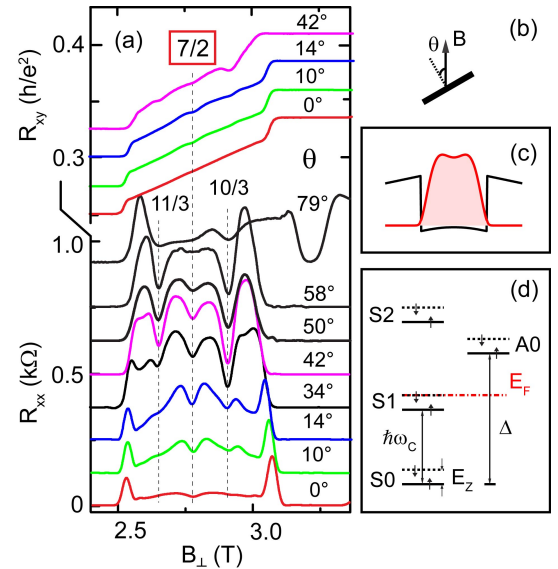 (a)
7/2
42°
14°
10°
0°
θ
0.4
0.3
R_xy (h/e²)
11/3
10/3
79°
58°
50°
42°
34°
14°
10°
0°
1.0
0.5
0
R_xx (kΩ)
2.5
3.0
B_⊥ (T)
(b)
θ
B
(c)
(d)
S2
A0
E_F
S1
ħω_C
Δ
S0
E_Z